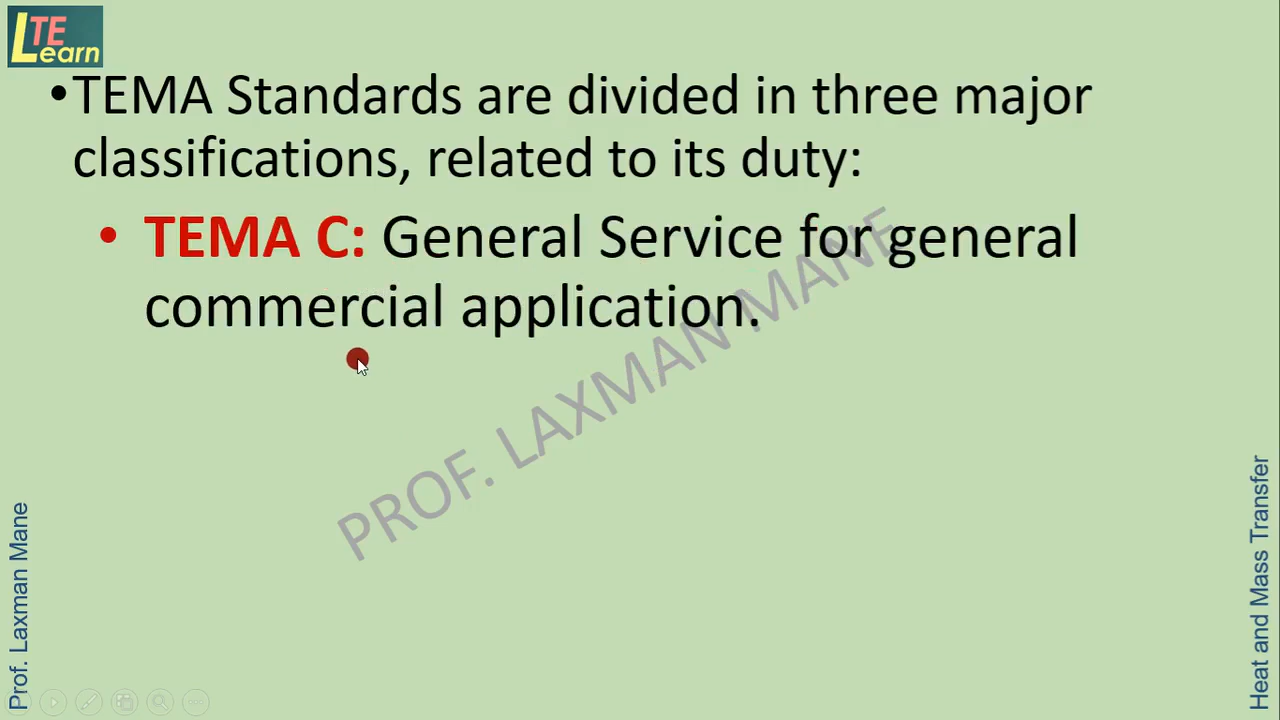 LTE
Learn
•TEMA Standards are divided in three major
classifications, related to its duty:
• TEMA C: General Service for general
commercial application.
PROF. LAXMAN MANE
Prof. Laxman Mane
Heat and Mass Transfer